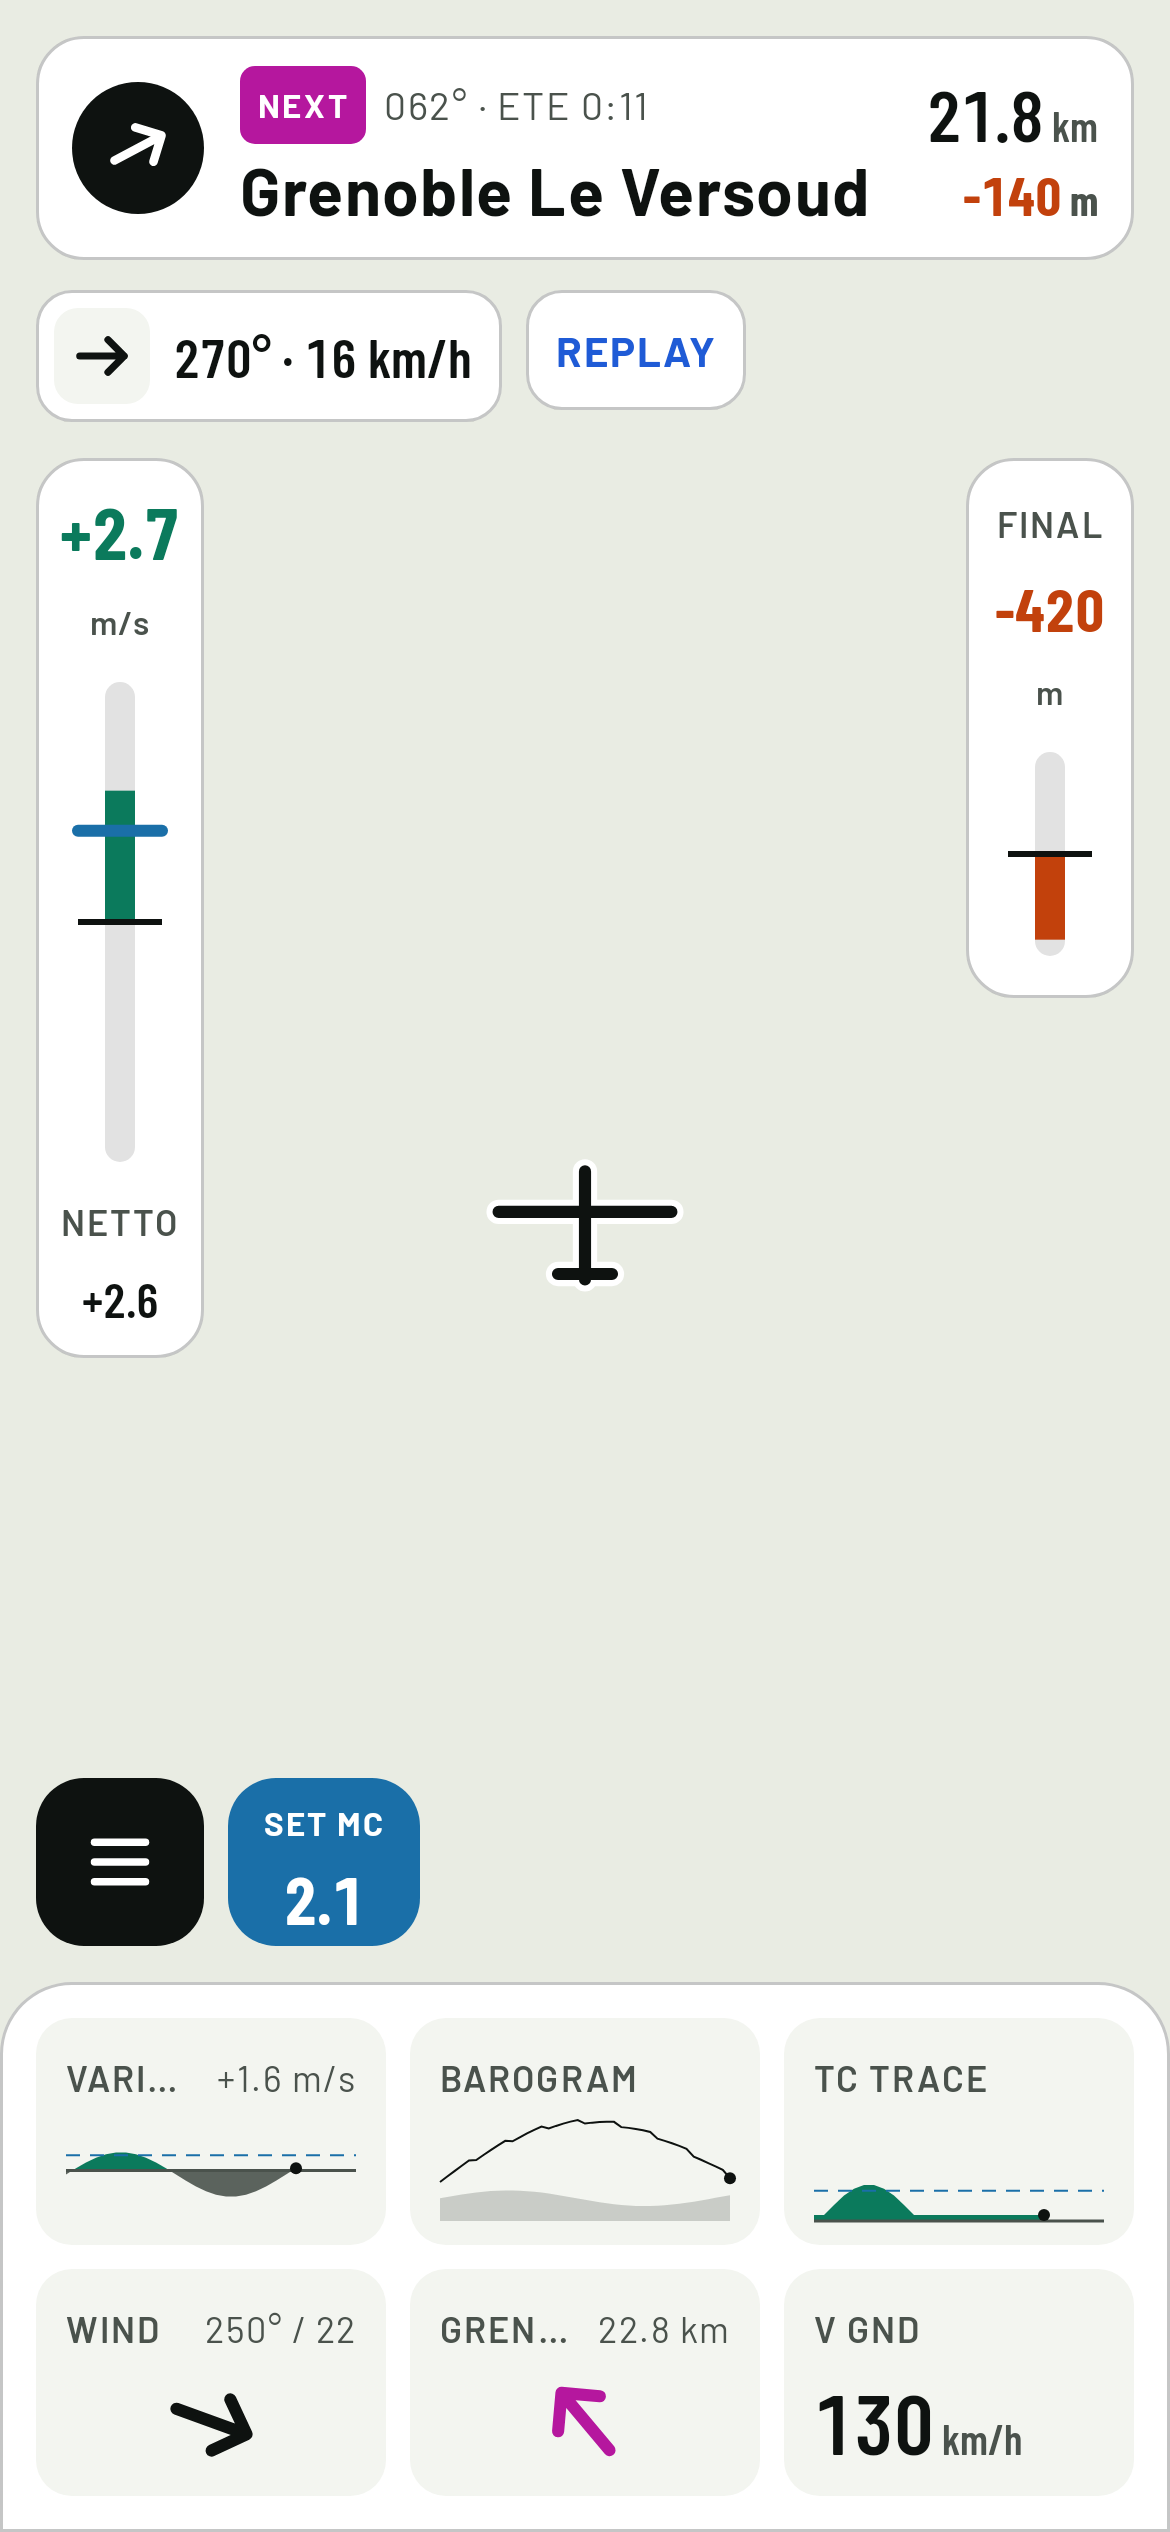 NEXT 062° · ETE 0:11
21.8 km
Grenoble Le Versoud
-140 m
270° · 16 km/h
REPLAY
+2.7
m/s
FINAL
-420
m
NETTO
+2.6
SET MC
2.1
VARI... +1.6 m/s
BAROGRAM
TC TRACE
WIND 250° / 22
GREN... 22.8 km
V GND
130 km/h